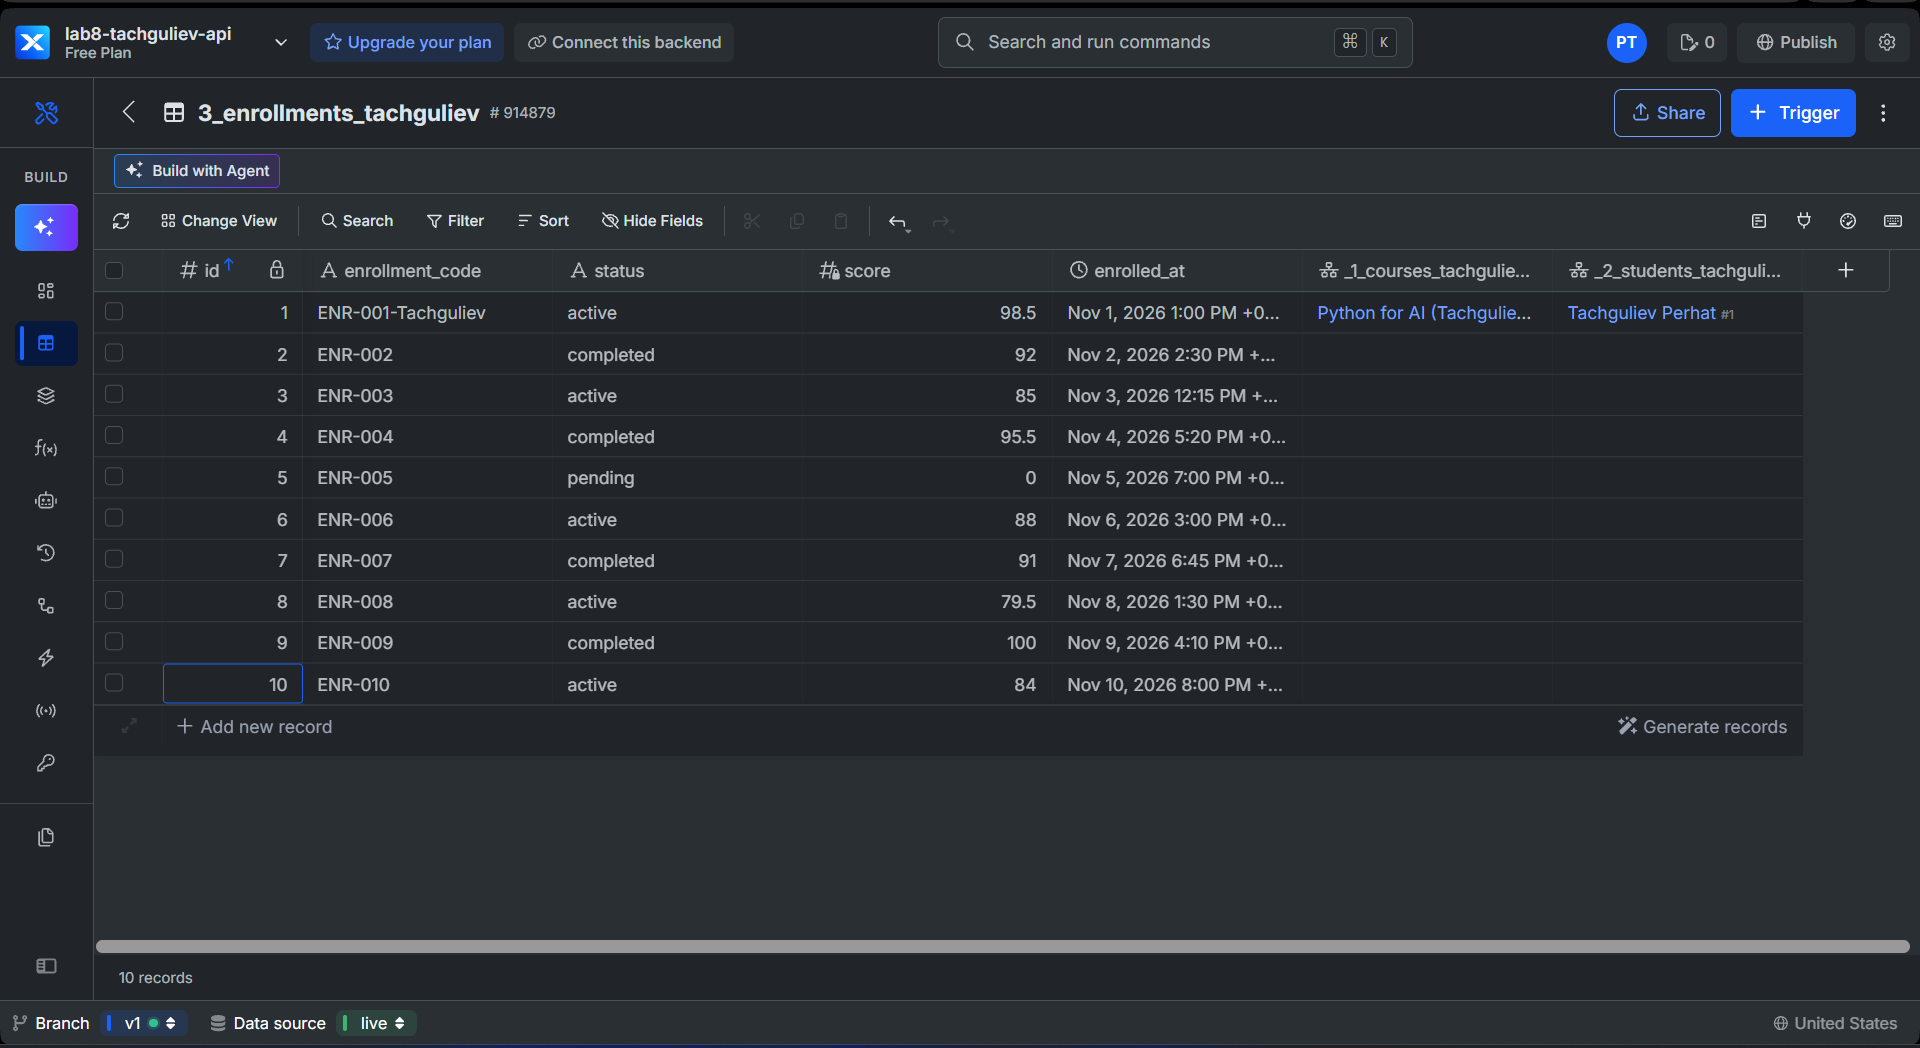 lab8-tachguliev-api
Free Plan
Upgrade your plan
Connect this backend
Search and run commands
⌘ K
PT
0
Publish
3_enrollments_tachguliev # 914879
Share
+ Trigger
BUILD
Build with Agent
Change View
Search
Filter
Sort
Hide Fields
# id enrollment_code status # score enrolled_at _1_courses_tachgulie... _2_students_tachguli... +
1 ENR-001-Tachguliev active 98.5 Nov 1, 2026 1:00 PM +0... Python for AI (Tachgulie... Tachguliev Perhat #1
2 ENR-002 completed 92 Nov 2, 2026 2:30 PM +...
3 ENR-003 active 85 Nov 3, 2026 12:15 PM +...
4 ENR-004 completed 95.5 Nov 4, 2026 5:20 PM +0...
5 ENR-005 pending 0 Nov 5, 2026 7:00 PM +0...
6 ENR-006 active 88 Nov 6, 2026 3:00 PM +0...
7 ENR-007 completed 91 Nov 7, 2026 6:45 PM +0...
8 ENR-008 active 79.5 Nov 8, 2026 1:30 PM +0...
9 ENR-009 completed 100 Nov 9, 2026 4:10 PM +0...
10 ENR-010 active 84 Nov 10, 2026 8:00 PM +...
+ Add new record
Generate records
f(x)
10 records
Branch v1 Data source live
United States